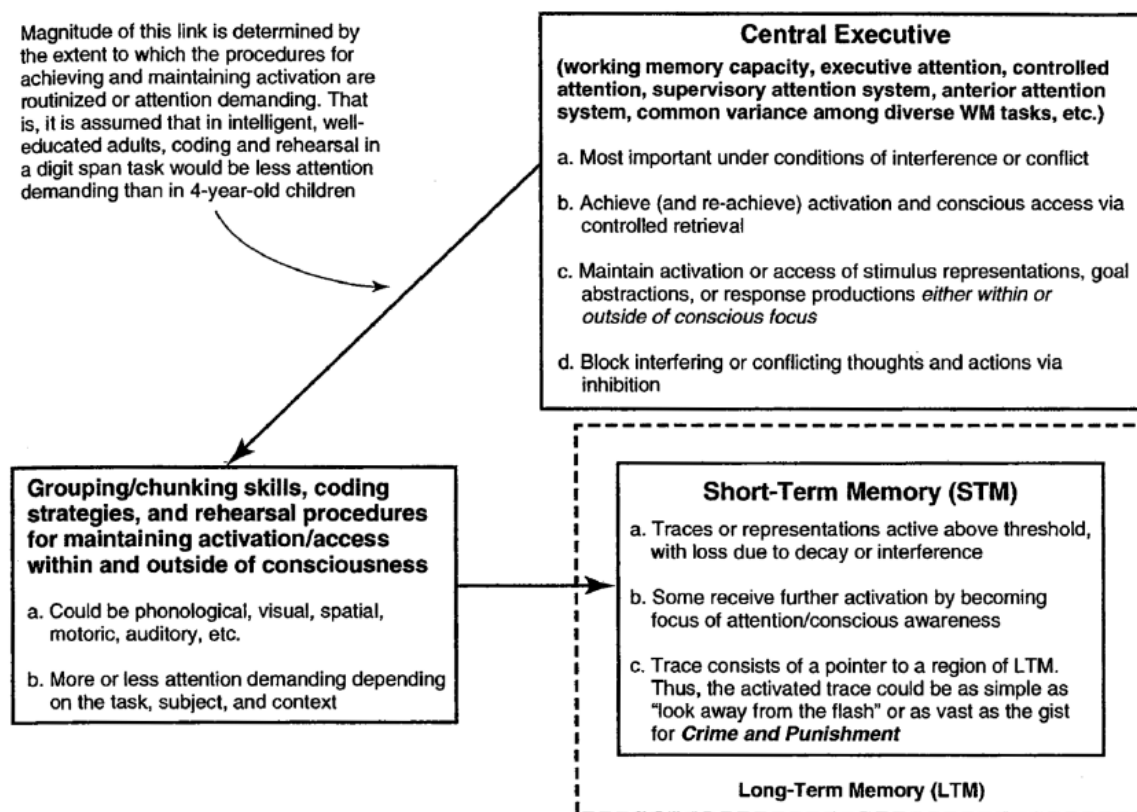 Magnitude of this link is determined by
the extent to which the procedures for
achieving and maintaining activation are
routinized or attention demanding. That
is, it is assumed that in intelligent, well-
educated adults, coding and rehearsal in
a digit span task would be less attention
demanding than in 4-year-old children
Central Executive
(working memory capacity, executive attention, controlled
attention, supervisory attention system, anterior attention
system, common variance among diverse WM tasks, etc.)
a. Most important under conditions of interference or conflict
b. Achieve (and re-achieve) activation and conscious access via
controlled retrieval
c. Maintain activation or access of stimulus representations, goal
abstractions, or response productions either within or
outside of conscious focus
d. Block interfering or conflicting thoughts and actions via
inhibition
Grouping/chunking skills, coding
strategies, and rehearsal procedures
for maintaining activation/access
within and outside of consciousness
a. Could be phonological, visual, spatial,
motoric, auditory, etc.
b. More or less attention demanding depending
on the task, subject, and context
Short-Term Memory (STM)
a. Traces or representations active above threshold,
with loss due to decay or interference
b. Some receive further activation by becoming
focus of attention/conscious awareness
c. Trace consists of a pointer to a region of LTM.
Thus, the activated trace could be as simple as
"look away from the flash" or as vast as the gist
for Crime and Punishment
Long-Term Memory (LTM)